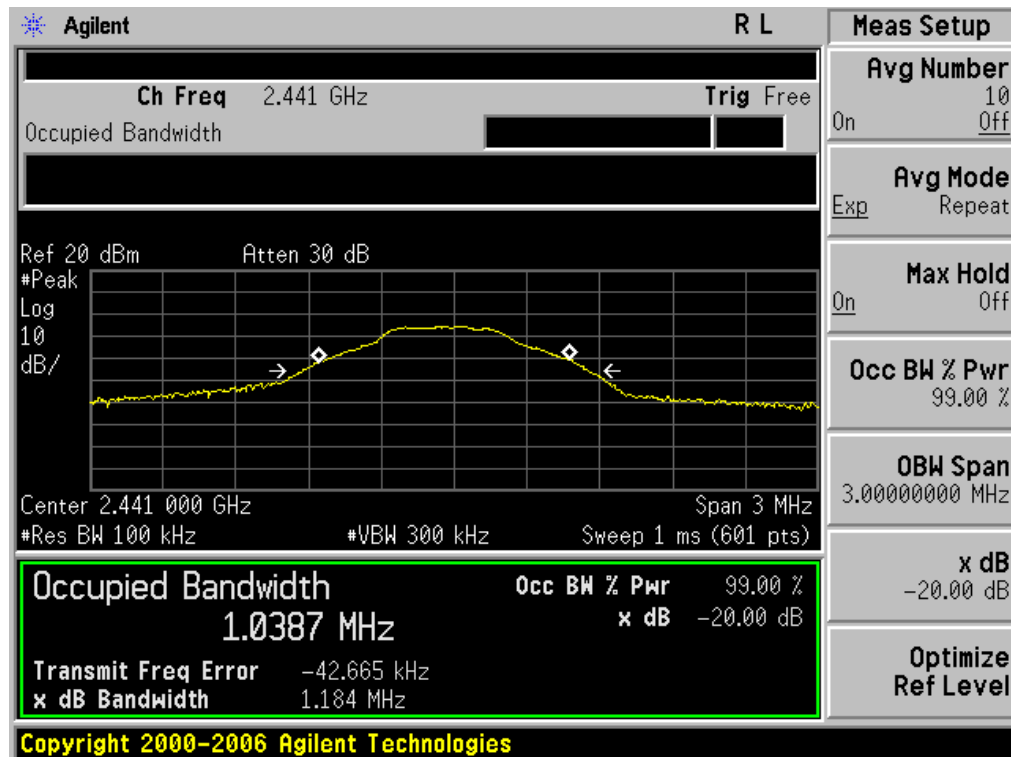 Agilent R L
Ch Freq 2.441 GHz Trig Free
Occupied Bandwidth
Ref 20 dBm Atten 30 dB
#Peak
Log
10
dB/
Center 2.441 000 GHz Span 3 MHz
#Res BW 100 kHz #VBW 300 kHz Sweep 1 ms (601 pts)
Occupied Bandwidth Occ BW % Pwr 99.00 %
1.0387 MHz x dB -20.00 dB
Transmit Freq Error -42.665 kHz
x dB Bandwidth 1.184 MHz
Copyright 2000-2006 Agilent Technologies
Meas Setup
Avg Number
10
On Off
Avg Mode
Exp Repeat
Max Hold
On Off
Occ BW % Pwr
99.00 %
OBW Span
3.00000000 MHz
x dB
-20.00 dB
Optimize
Ref Level